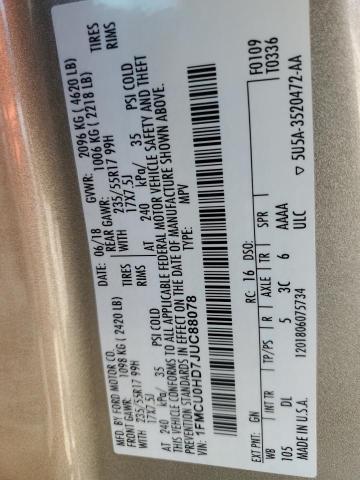 MFD. BY FORD MOTOR CO.
DATE: 06/18
GVWR: 2096 KG ( 4620 LB)
FRONT GAWR: 1098 KG (2420 LB)
REAR GAWR: 1006 KG ( 2218 LB)
WITH 235/55R17 99H TIRES
WITH 235/55R17 99H TIRES
17X7.5J RIMS
17X7.5J RIMS
AT 240 kPa/ 35 PSI COLD
AT 240 kPa/ 35 PSI COLD
THIS VEHICLE CONFORMS TO ALL APPLICABLE FEDERAL MOTOR VEHICLE SAFETY AND THEFT
PREVENTION STANDARDS IN EFFECT ON THE DATE OF MANUFACTURE SHOWN ABOVE.
VIN: 1FMCU0HD7JUC88078
TYPE: MPV
F0109
T0336
EXT PNT: GN RC: 16 DSO:
WB INT TR TP/PS R AXLE TR SPR
105 DL 5 3C 6 AAAA
MADE IN U.S.A. 1201806075734 ULC
▽ 5U5A-3520472-AA